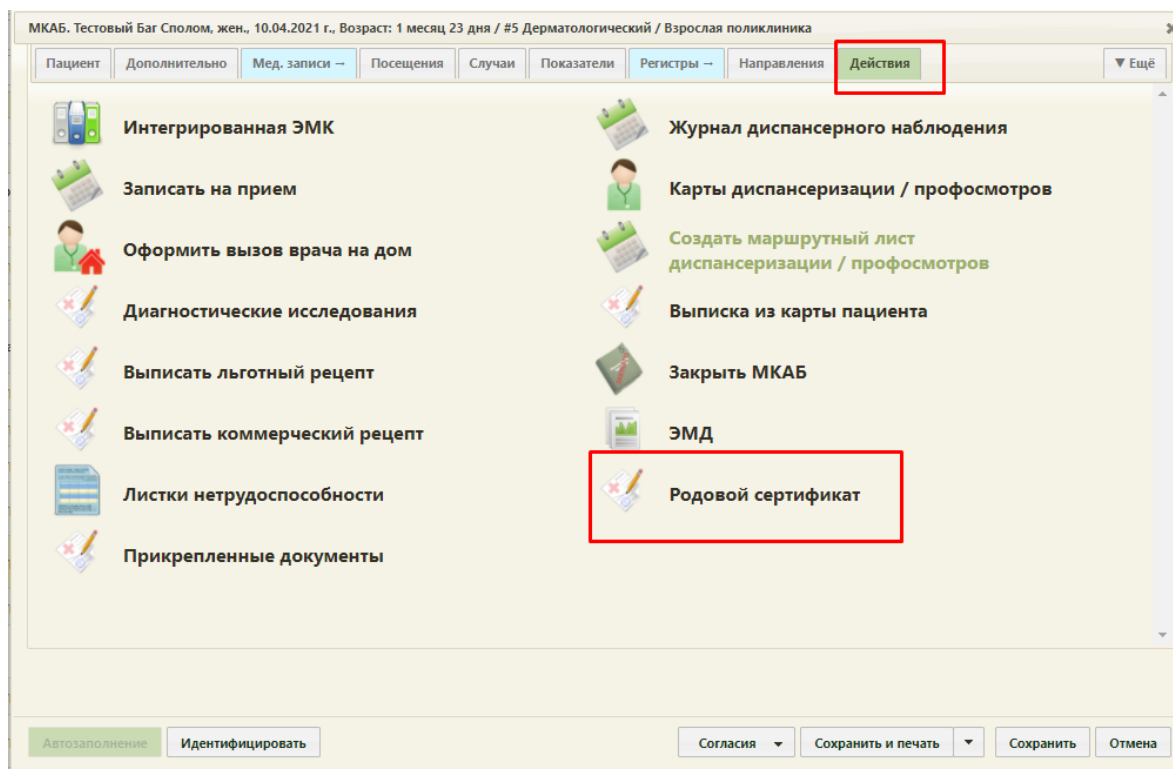 МКАБ. Тестовый Баг Сполом, жен., 10.04.2021 г., Возраст: 1 месяц 23 дня / #5 Дерматологический / Взрослая поликлиника
Пациент Дополнительно Мед. записи → Посещения Случаи Показатели Регистры → Направления Действия ▼ Ещё
Интегрированная ЭМК
Журнал диспансерного наблюдения
Записать на прием
Карты диспансеризации / профосмотров
Оформить вызов врача на дом
Создать маршрутный лист
диспансеризации / профосмотров
Диагностические исследования
Выписка из карты пациента
Выписать льготный рецепт
Закрыть МКАБ
Выписать коммерческий рецепт
ЭМД
Листки нетрудоспособности
Родовой сертификат
Прикрепленные документы
Автозаполнение Идентифицировать Согласия Сохранить и печать Сохранить Отмена